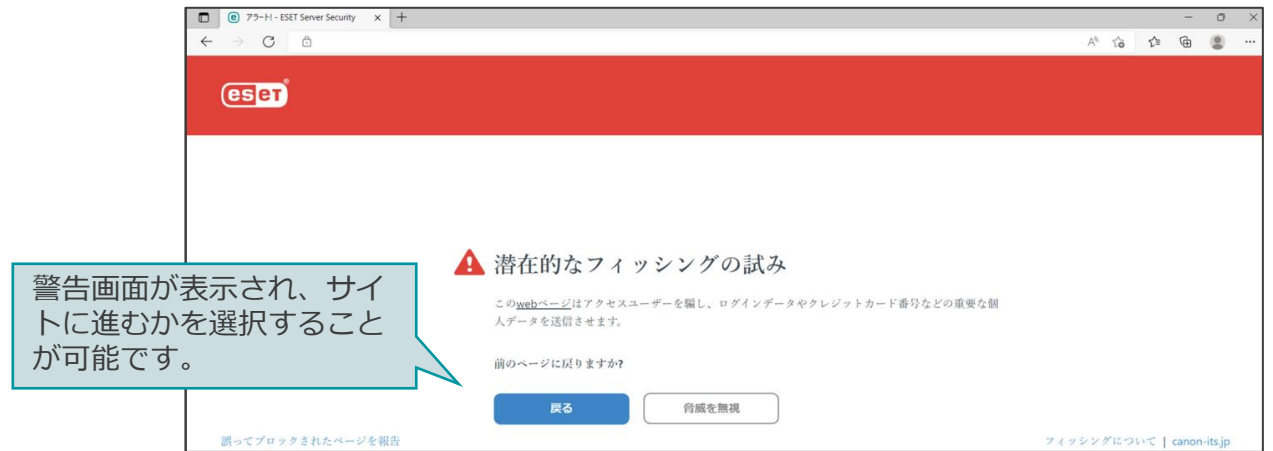 アラート! - ESET Server Security
eseт
潜在的なフィッシングの試み
警告画面が表示され、サイ
トに進むかを選択すること
が可能です。
このwebページはアクセスユーザーを騙し、ログインデータやクレジットカード番号などの重要な個
人データを送信させます。
前のページに戻りますか?
戻る
脅威を無視
誤ってブロックされたページを報告
フィッシングについて | canon-its.jp